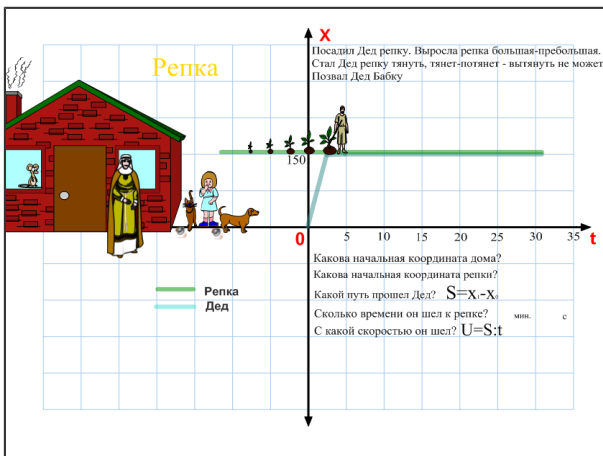 X
Посадил Дед репку. Выросла репка большая-пребольшая.
Стал Дед репку тянуть, тянет-потянет - вытянуть не может
Позвал Дед Бабку
Репка
150
0
5 10 15 20 25 30 35 t
Какова начальная координата дома?
Какова начальная координата репки?
Какой путь прошел Дед? S=x₁-x₀
Сколько времени он шел к репке? мин. с
С какой скоростью он шел? U=S:t
Репка
Дед